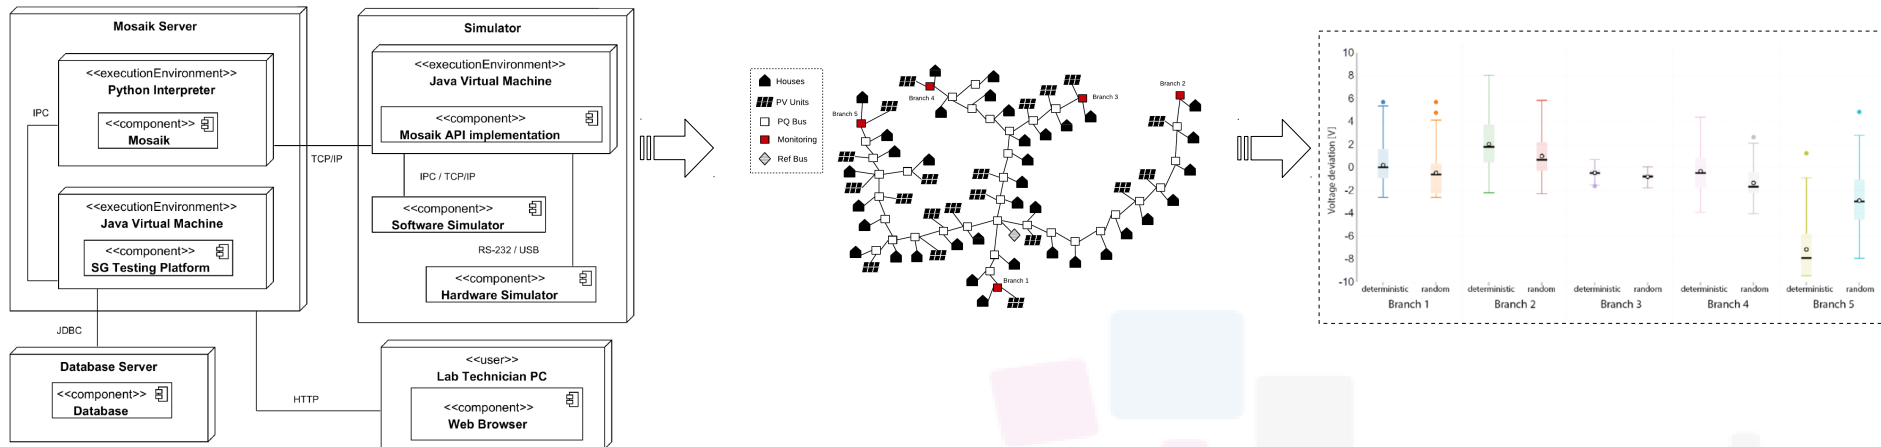 Mosaik Server
<<executionEnvironment>>
Python Interpreter
<<component>>
Mosaik
IPC
<<executionEnvironment>>
Java Virtual Machine
<<component>>
SG Testing Platform
JDBC
Database Server
<<component>>
Database
TCP/IP
HTTP
Simulator
<<executionEnvironment>>
Java Virtual Machine
<<component>>
Mosaik API implementation
IPC / TCP/IP
<<component>>
Software Simulator
RS-232 / USB
<<component>>
Hardware Simulator
<<user>>
Lab Technician PC
<<component>>
Web Browser
Houses
PV Units
PQ Bus
Monitoring
Ref Bus
Branch 5
Branch 4
Branch 3
Branch 2
Branch 1
Voltage deviation [V]
10
8
6
4
2
0
-2
-4
-6
-8
-10
deterministic random deterministic random deterministic random deterministic random deterministic random
Branch 1 Branch 2 Branch 3 Branch 4 Branch 5